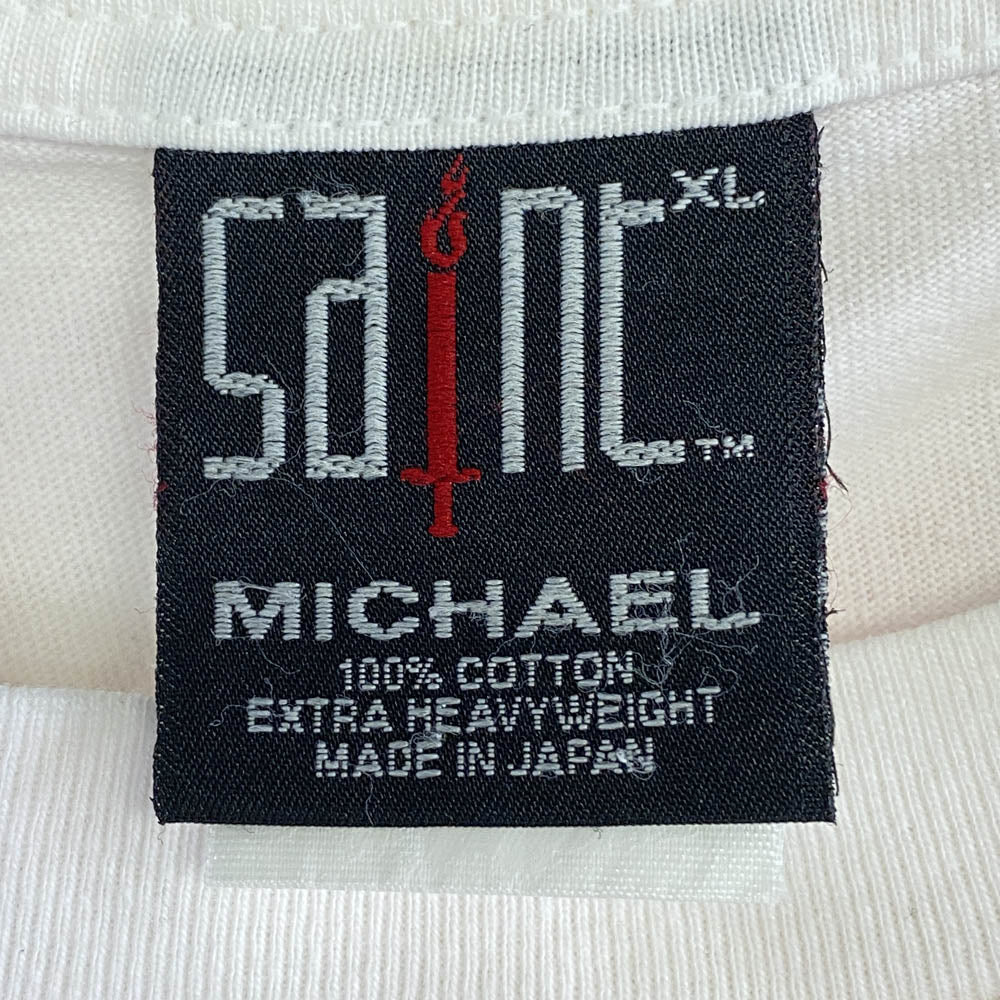 saint XL
TM
MICHAEL
100% COTTON
EXTRA HEAVYWEIGHT
MADE IN JAPAN